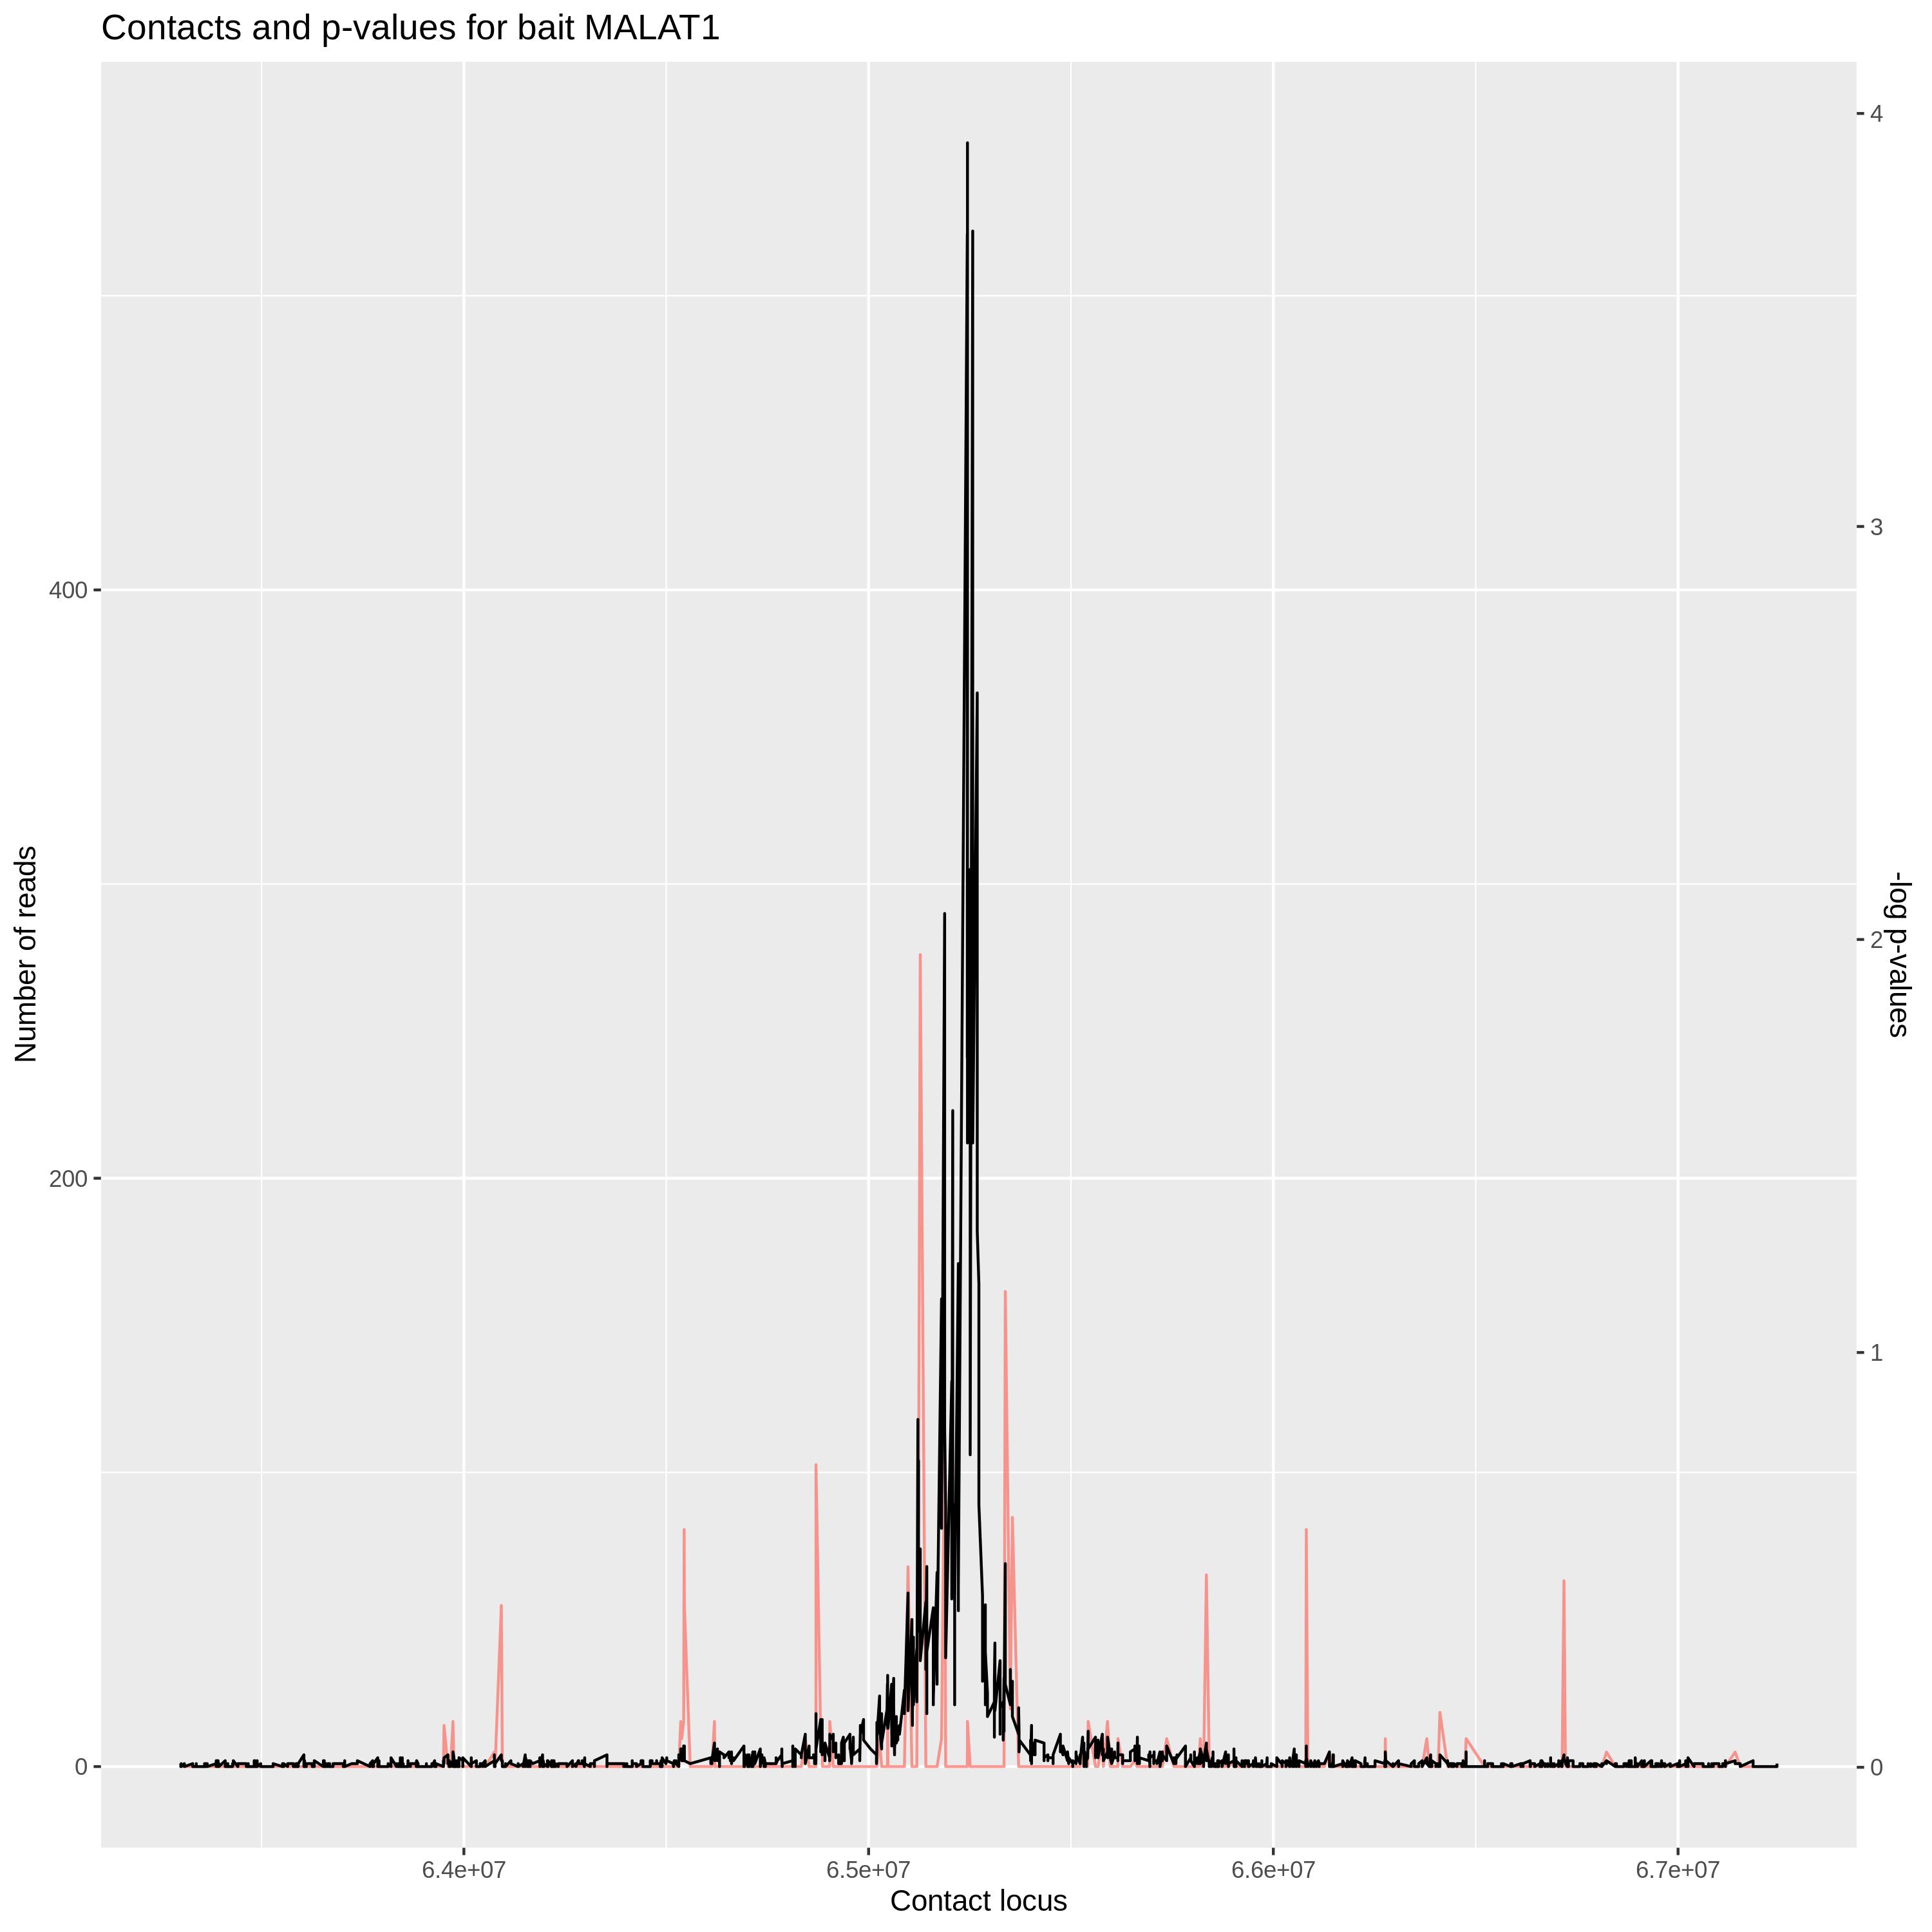 Contacts and p-values for bait MALAT1
Number of reads
400
200
0
4
3
2
1
0
-log p-values
6.4e+07
6.5e+07
6.6e+07
6.7e+07
Contact locus